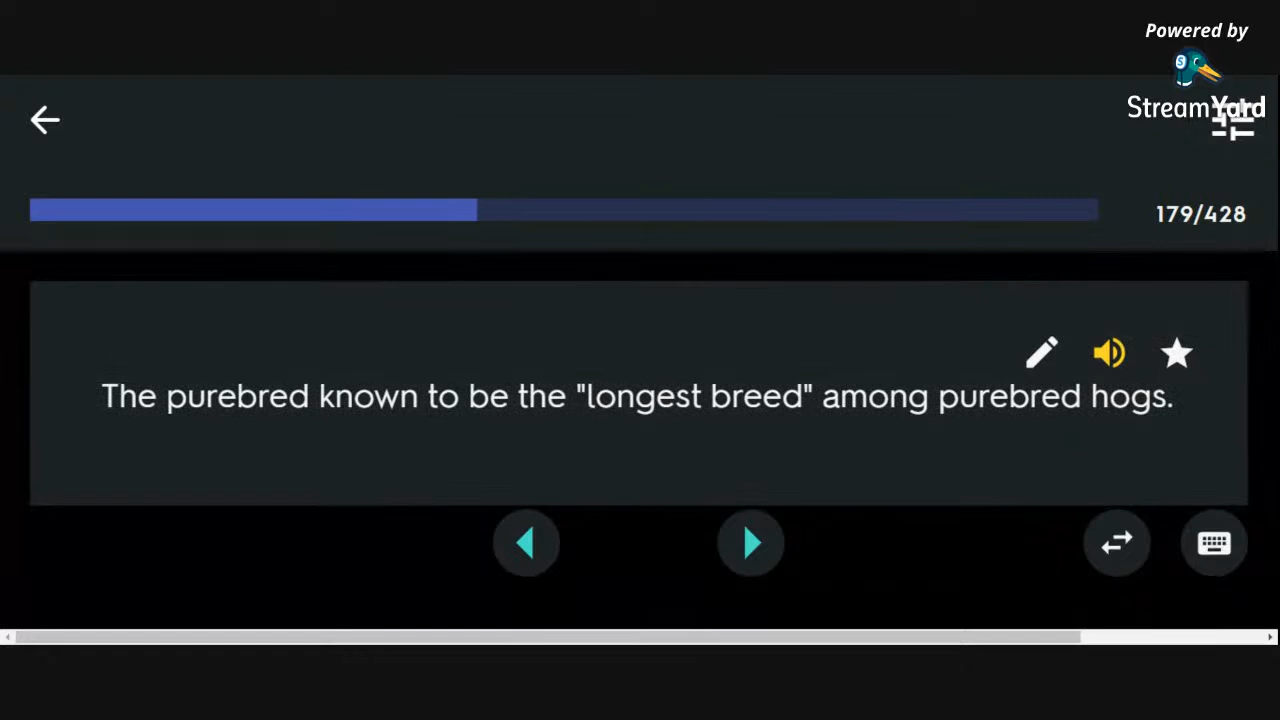 Powered by
StreamYard
179/428
The purebred known to be the "longest breed" among purebred hogs.